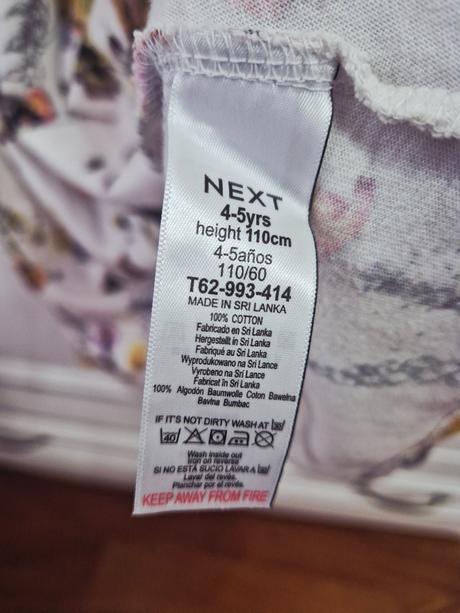 NEXT
4-5yrs
height 110cm
4-5años
110/60
T62-993-414
MADE IN SRI LANKA
100% COTTON
Fabricado en Sri Lanka
Hergestellt in Sri Lanka
Fabriqué au Sri Lanka
Wyprodukowano na Sri Lance
Vyrobeno na Srí Lance
Fabricat în Sri Lanka
100% Algodón Baumwolle Coton Bawełna
Bavlna Bumbac
IF IT'S NOT DIRTY WASH AT 30
40
Wash inside out
Iron on reverse
SI NO ESTÁ SUCIO LAVAR A 30
Lavar del revés.
Planchar por el revés.
KEEP AWAY FROM FIRE